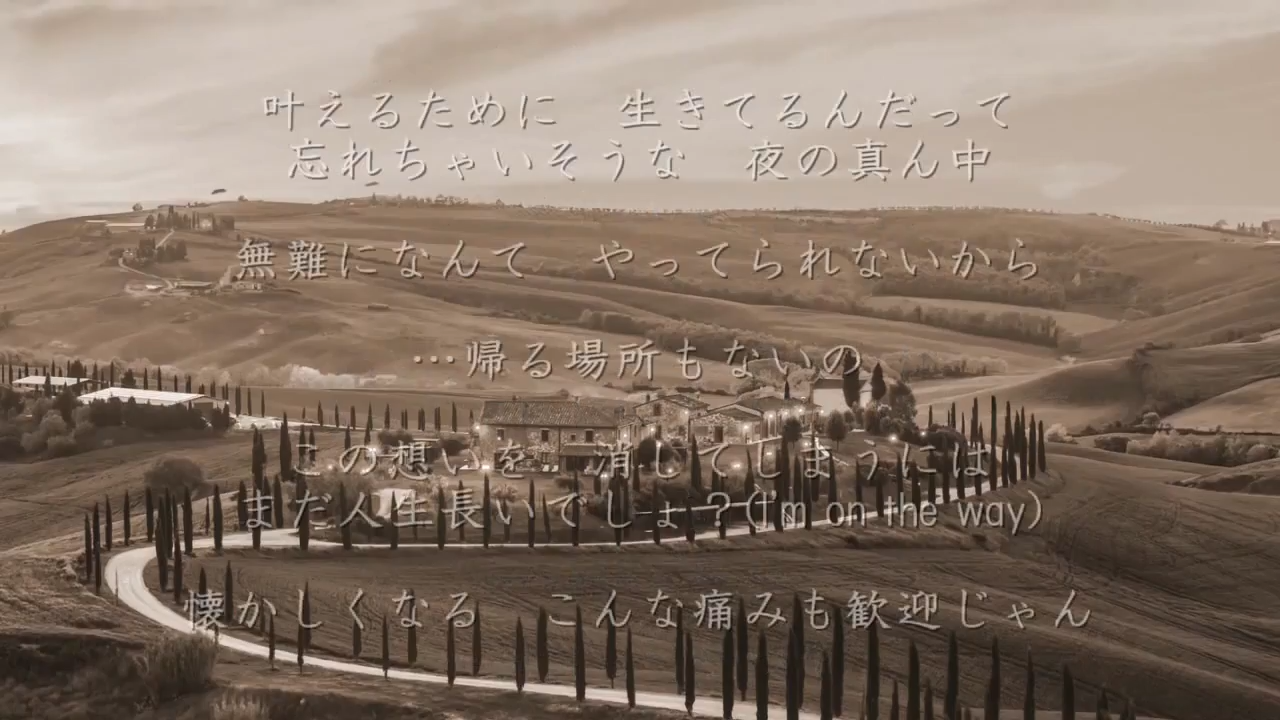 叶えるために　生きてるんだって
忘れちゃいそうな　夜の真ん中
無難になんて　やってられないから
…帰る場所もないの
この想いを　消してしまうには
まだ人生長いでしょ？(I'm on the way)
懐かしくなる　こんな痛みも歓迎じゃん